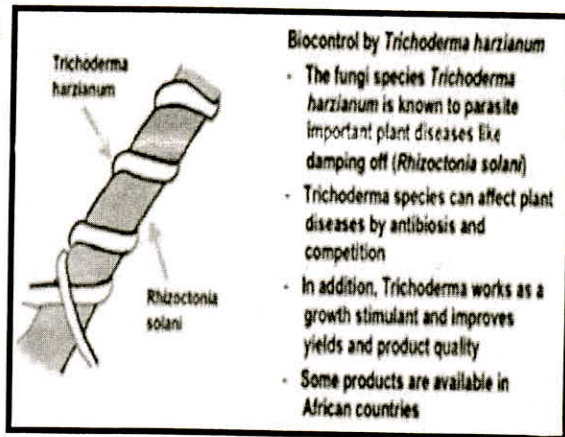 Biocontrol by Trichoderma harzianum
Trichoderma
harzianum
Rhizoctonia
solani
- The fungi species Trichoderma
harzianum is known to parasite
important plant diseases like
damping off (Rhizoctonia solani)
- Trichoderma species can affect plant
diseases by antibiosis and
competition
- In addition, Trichoderma works as a
growth stimulant and improves
yields and product quality
- Some products are available in
African countries